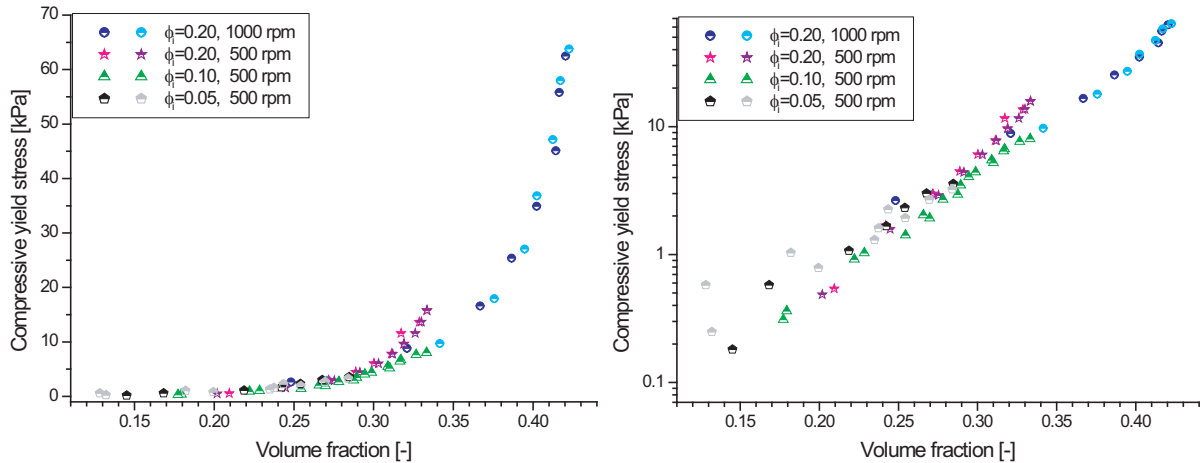 70
60
50
40
30
20
10
0
Compressive yield stress [kPa]
ϕi=0.20, 1000 rpm
ϕi=0.20, 500 rpm
ϕi=0.10, 500 rpm
ϕi=0.05, 500 rpm
0.15 0.20 0.25 0.30 0.35 0.40
Volume fraction [-]
10
1
0.1
Compressive yield stress [kPa]
ϕi=0.20, 1000 rpm
ϕi=0.20, 500 rpm
ϕi=0.10, 500 rpm
ϕi=0.05, 500 rpm
0.15 0.20 0.25 0.30 0.35 0.40
Volume fraction [-]